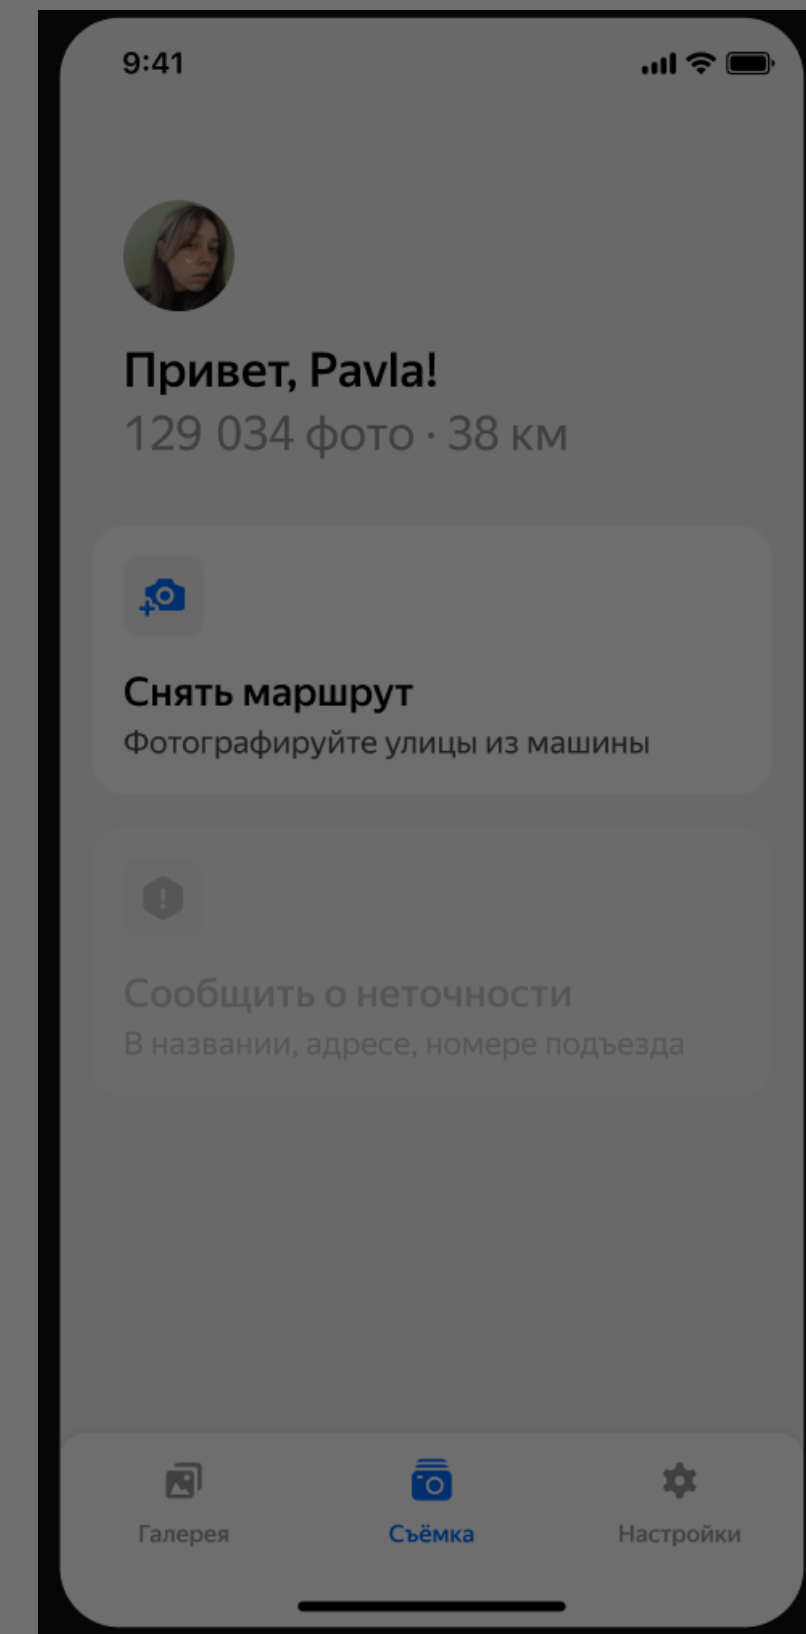 9:41
Привет, Pavla!
129 034 фото · 38 км
Снять маршрут
Фотографируйте улицы из машины
Сообщить о неточности
В названии, адресе, номере подъезда
Галерея
Съёмка
Настройки